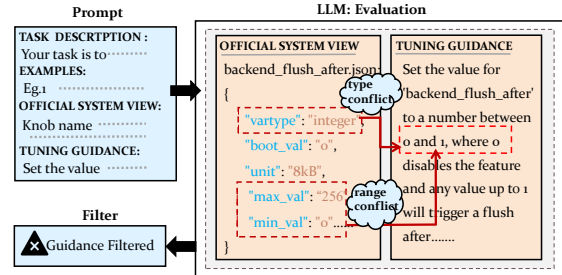 Prompt
TASK DESCRTPTION :
Your task is to
EXAMPLES:
Eg.1
OFFICIAL SYSTEM VIEW:
Knob name
TUNING GUIDANCE:
Set the value
Filter
Guidance Filtered
LLM: Evaluation
OFFICIAL SYSTEM VIEW
backend_flush_after.json:
{
"vartype": "integer",
"boot_val": "0",
"unit": "8kB",
"max_val": "256"
"min_val": "0"....
}
type
conflict
range
conflict
TUNING GUIDANCE
Set the value for
'backend_flush_after'
to a number between
0 and 1, where 0
disables the feature
and any value up to 1
will trigger a flush
after.......